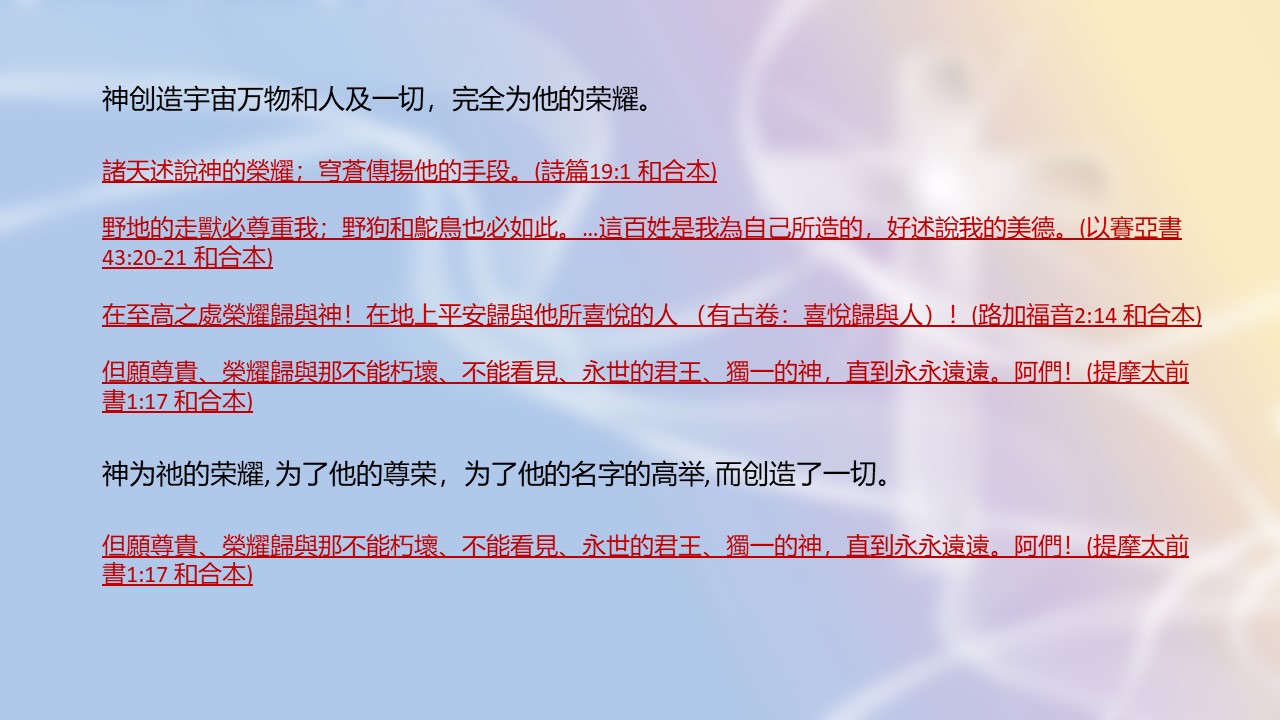 神创造宇宙万物和人及一切，完全为他的荣耀。
諸天述說神的榮耀；穹蒼傳揚他的手段。(詩篇19:1 和合本)
野地的走獸必尊重我；野狗和鴕鳥也必如此。…這百姓是我為自己所造的，好述說我的美德。(以賽亞書
43:20-21 和合本)
在至高之處榮耀歸與神！在地上平安歸與他所喜悅的人 （有古卷：喜悅歸與人）！(路加福音2:14 和合本)
但願尊貴、榮耀歸與那不能朽壞、不能看見、永世的君王、獨一的神，直到永永遠遠。阿們！(提摩太前
書1:17 和合本)
神为祂的荣耀, 为了他的尊荣，为了他的名字的高举, 而创造了一切。
但願尊貴、榮耀歸與那不能朽壞、不能看見、永世的君王、獨一的神，直到永永遠遠。阿們！(提摩太前
書1:17 和合本)